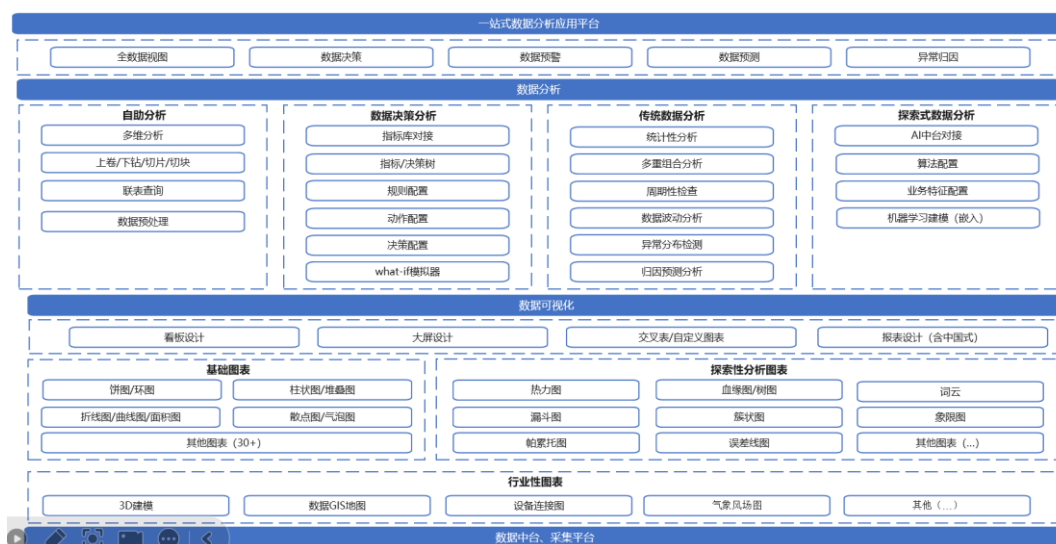 一站式数据分析应用平台
全数据视图 数据决策 数据预警 数据预测 异常归因
数据分析
自助分析
多维分析
上卷/下钻/切片/切块
联表查询
数据预处理
数据决策分析
指标库对接
指标/决策树
规则配置
动作配置
决策配置
what-if模拟器
传统数据分析
统计性分析
多重组合分析
周期性检查
数据波动分析
异常分布检测
归因预测分析
探索式数据分析
AI中台对接
算法配置
业务特征配置
机器学习建模（嵌入）
数据可视化
看板设计 大屏设计 交叉表/自定义图表 报表设计（含中国式）
基础图表
饼图/环图 柱状图/堆叠图
折线图/曲线图/面积图 散点图/气泡图
其他图表（30+）
探索性分析图表
热力图 血缘图/树图 词云
漏斗图 簇状图 象限图
帕累托图 误差线图 其他图表（...）
行业性图表
3D建模 数据GIS地图 设备连接图 气象风场图 其他（...）
数据中台、采集平台